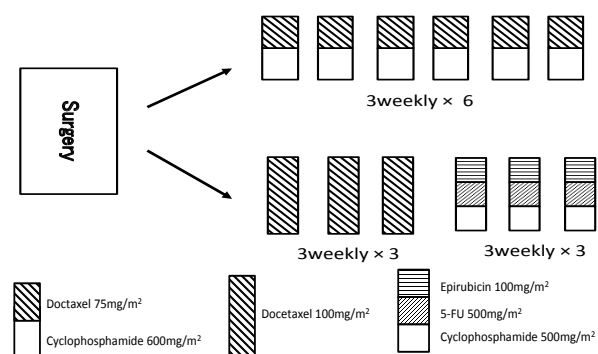 Surgery
3weekly × 6
3weekly × 3
3weekly × 3
Doctaxel 75mg/m²
Cyclophosphamide 600mg/m²
Docetaxel 100mg/m²
Epirubicin 100mg/m²
5-FU 500mg/m²
Cyclophosphamide 500mg/m²